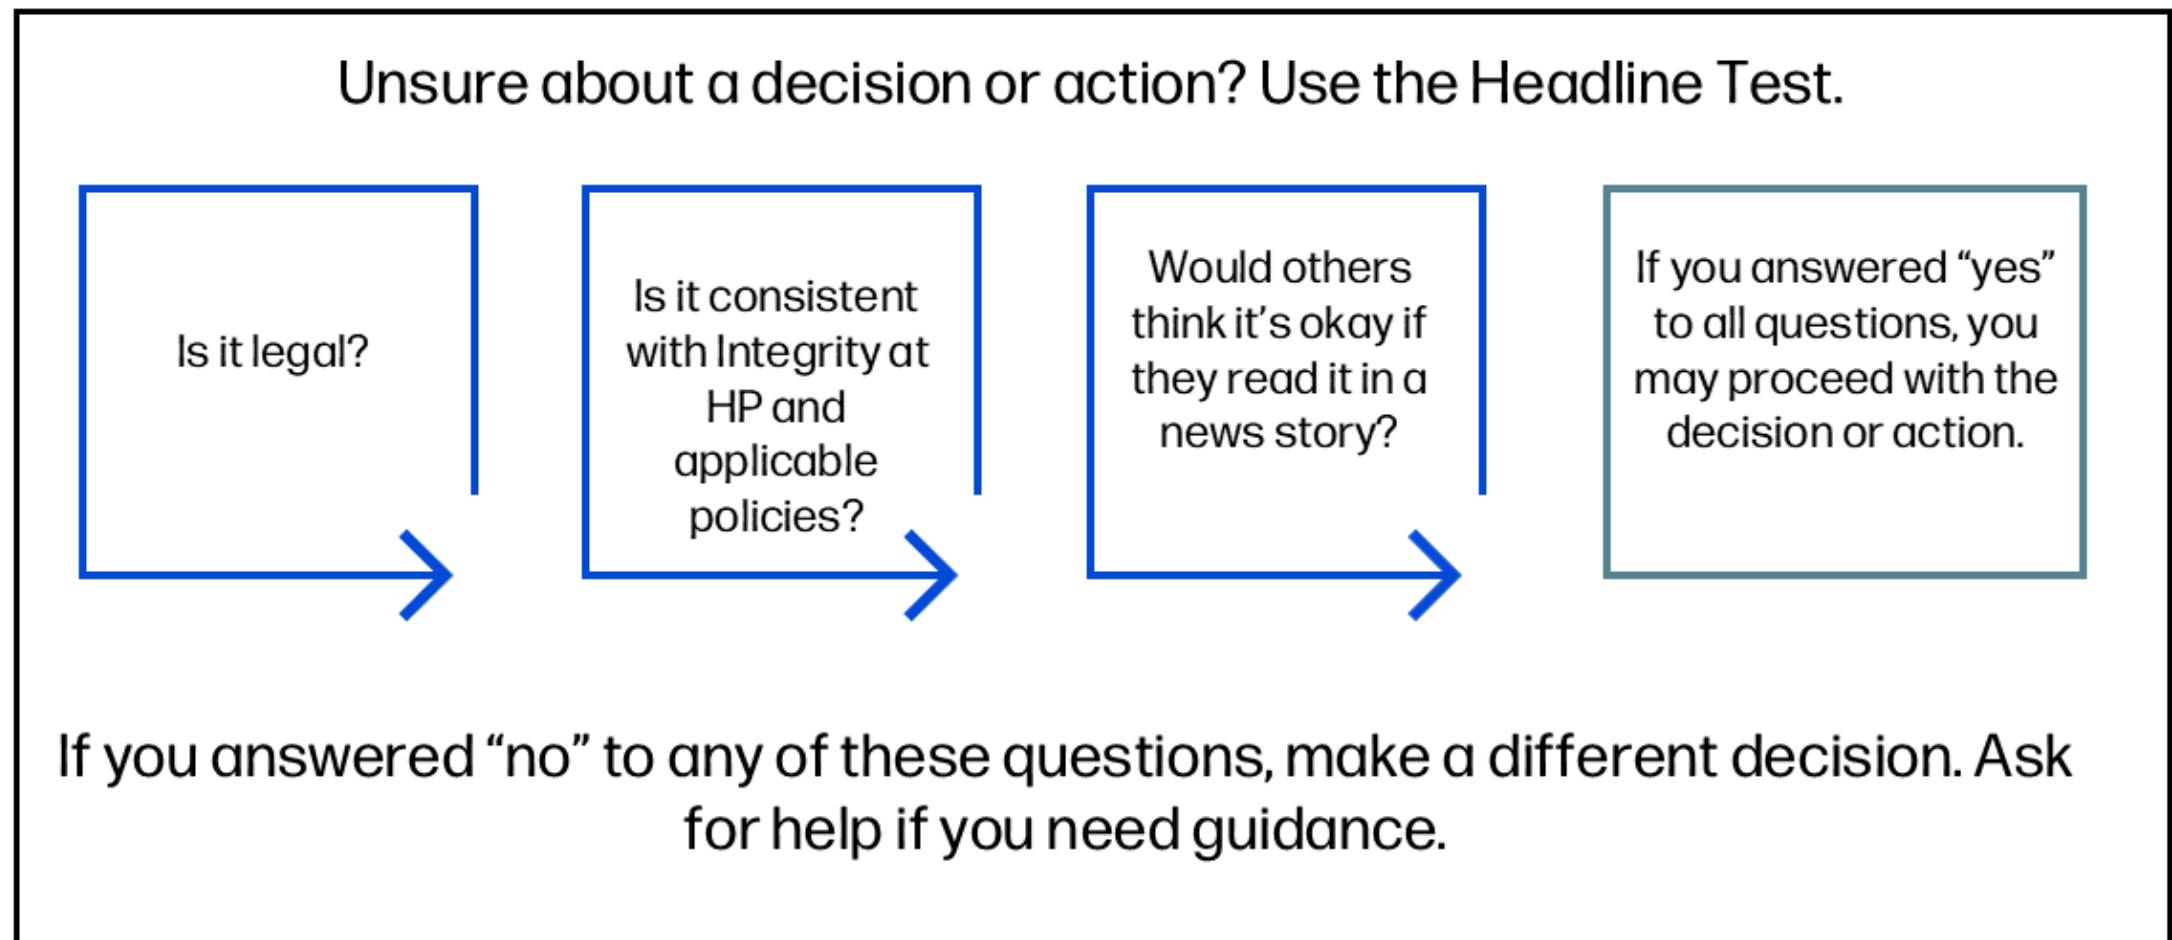 Unsure about a decision or action? Use the Headline Test.
Is it legal?
Is it consistent
with Integrity at
HP and
applicable
policies?
Would others
think it’s okay if
they read it in a
news story?
If you answered “yes”
to all questions, you
may proceed with the
decision or action.
If you answered “no” to any of these questions, make a different decision. Ask
for help if you need guidance.